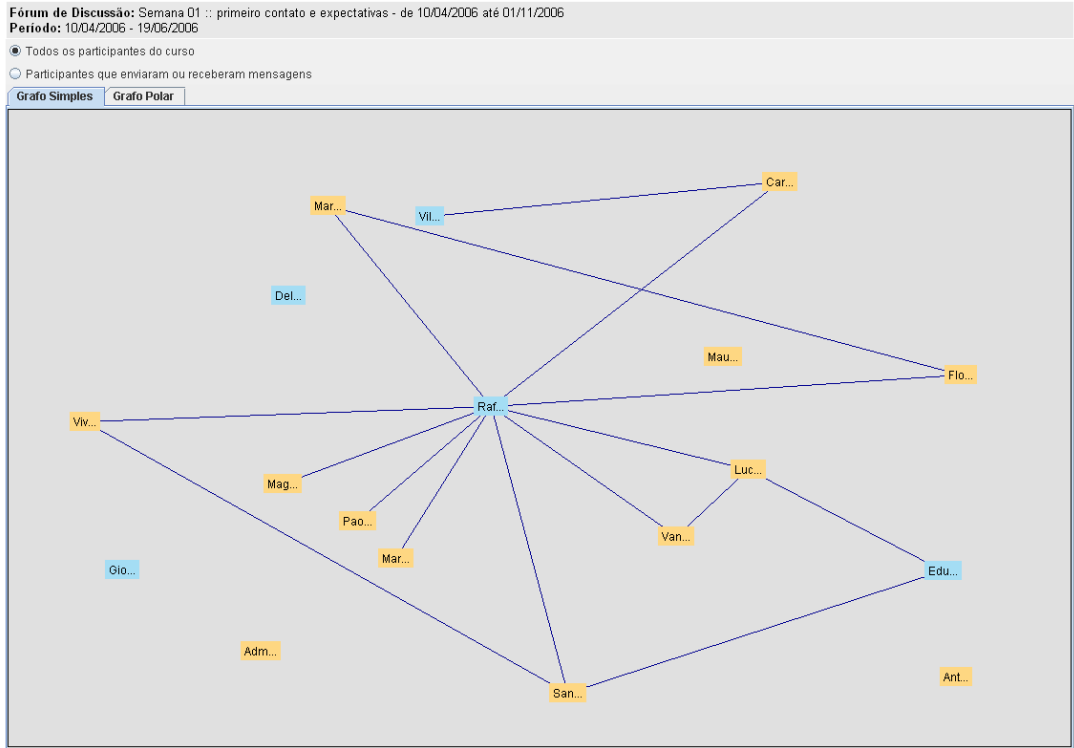 Fórum de Discussão: Semana 01 :: primeiro contato e expectativas - de 10/04/2006 até 01/11/2006
Período: 10/04/2006 - 19/06/2006
Todos os participantes do curso
Participantes que enviaram ou receberam mensagens
Grafo Simples Grafo Polar
Car...
Mar...
Vil...
Del...
Mau...
Flo...
Raf...
Viv...
Luc...
Mag...
Pao...
Van...
Mar...
Gio...
Edu...
Adm...
Ant...
San...